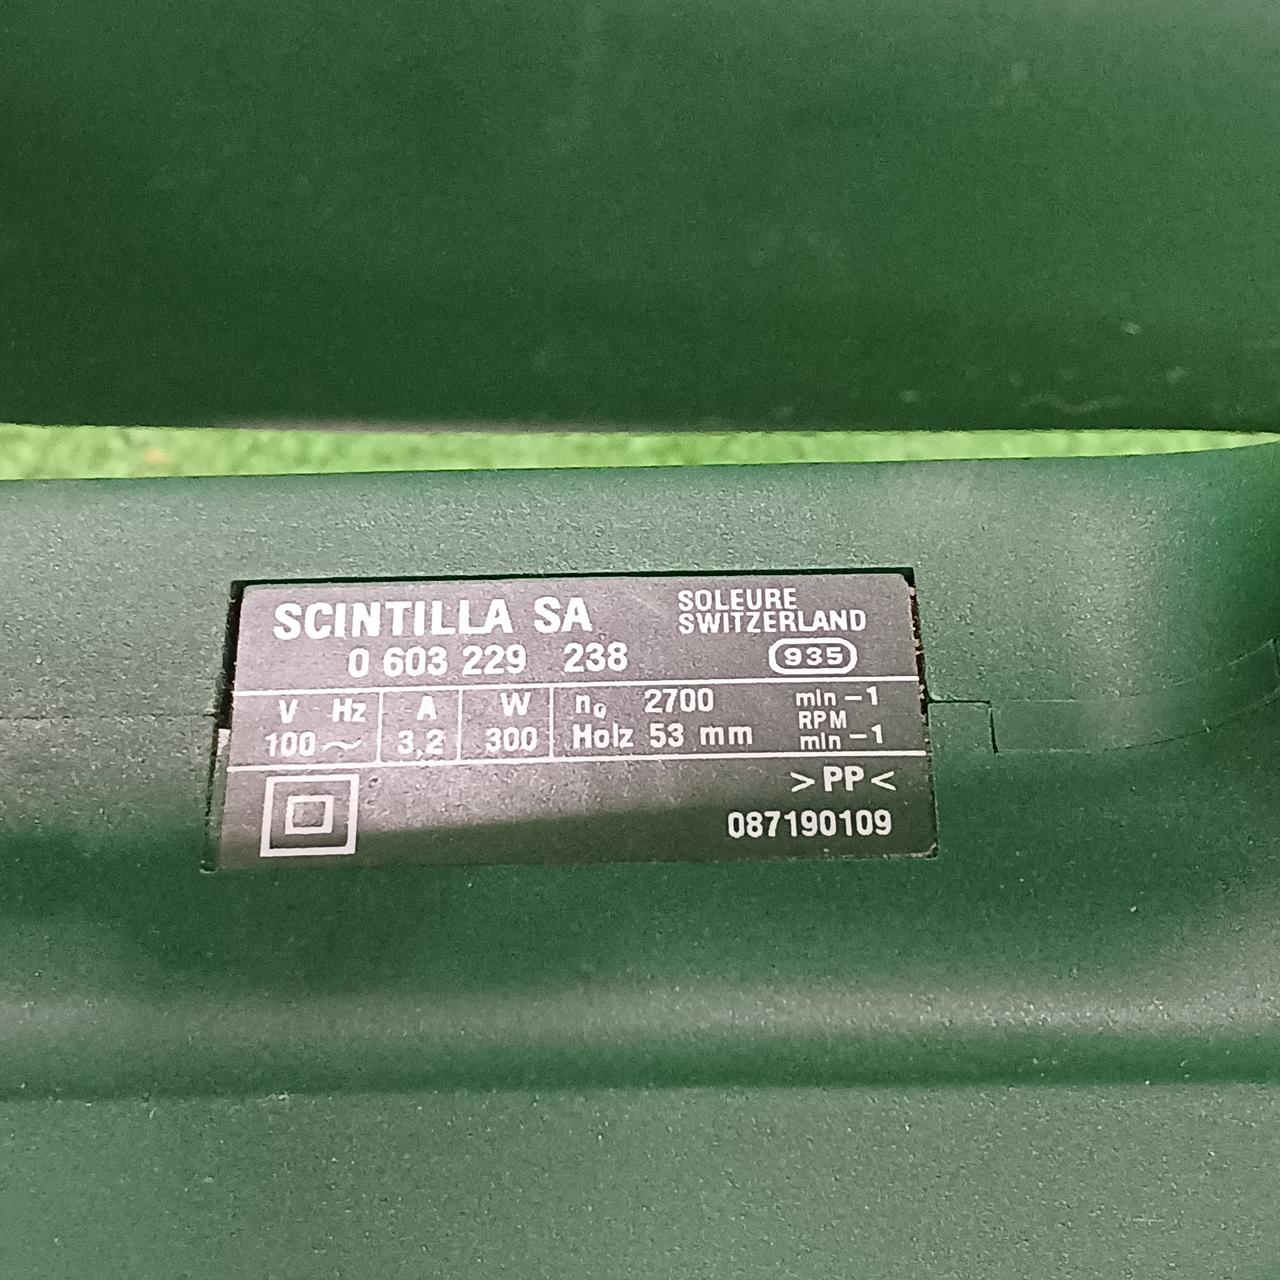 SCINTILLA SA
SOLEURE
SWITZERLAND
0 603 229 238
935
V Hz
100 ~
A
3,2
W
300
n₀ 2700 min -1
RPM
Holz 53 mm min -1
>PP<
087190109